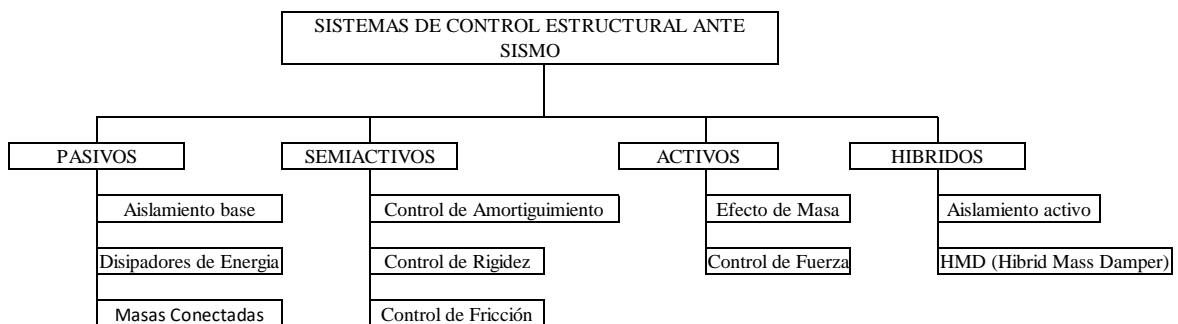 SISTEMAS DE CONTROL ESTRUCTURAL ANTE
SISMO
PASIVOS
SEMIACTIVOS
ACTIVOS
HIBRIDOS
Aislamiento base
Control de Amortiguimiento
Efecto de Masa
Aislamiento activo
Disipadores de Energia
Control de Rigidez
Control de Fuerza
HMD (Hibrid Mass Damper)
Masas Conectadas
Control de Fricción